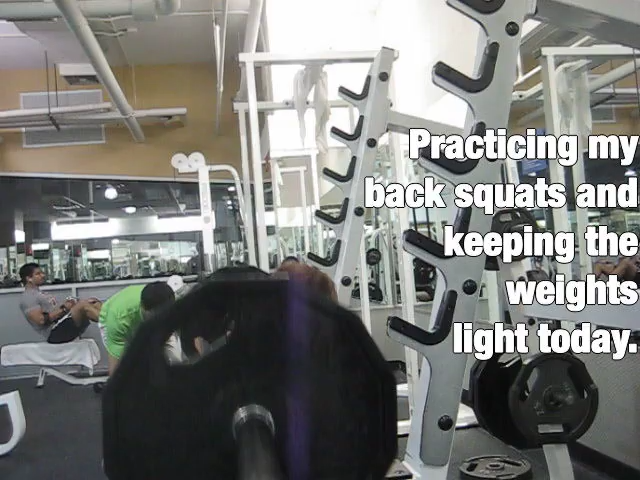 Practicing my
back squats and
keeping the
weights
light today.